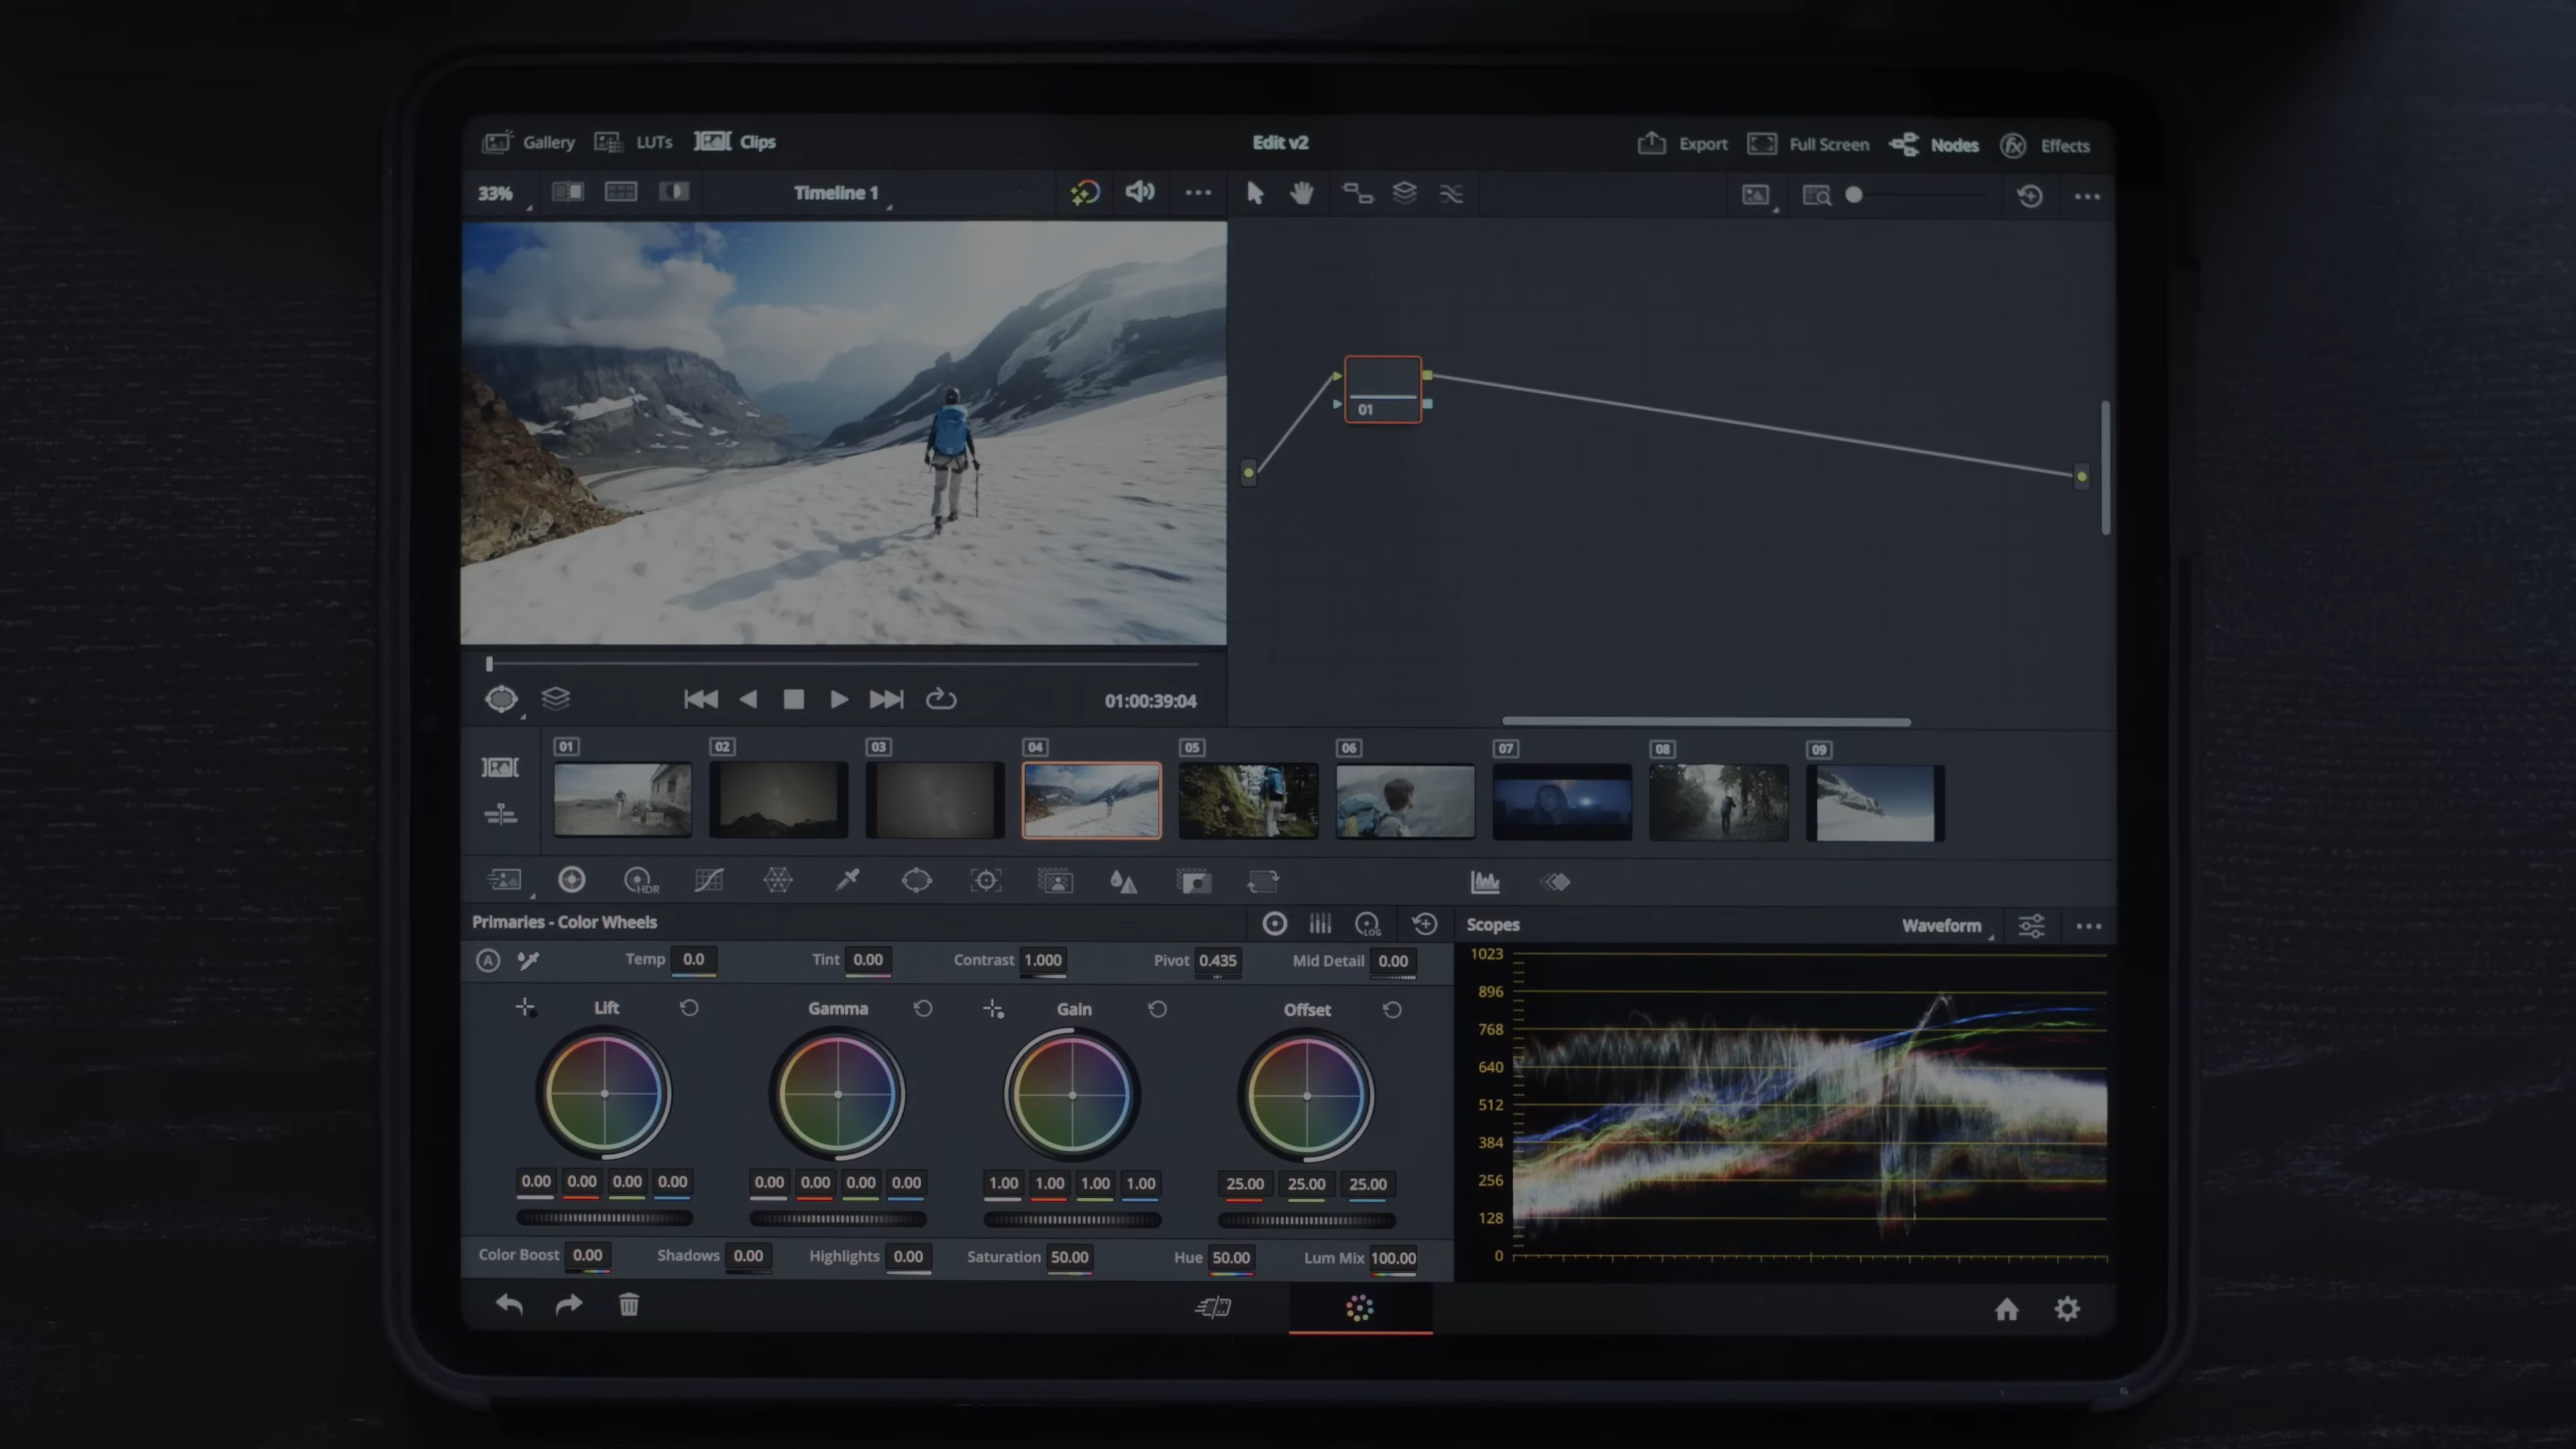 Gallery LUTs Clips Edit v2 Export Full Screen Nodes fx Effects
33% Timeline 1
01
01:00:39:04
01 02 03 04 05 06 07 08 09
HDR
Primaries - Color Wheels LOG Scopes Waveform
A Temp 0.0 Tint 0.00 Contrast 1.000 Pivot 0.435 Mid Detail 0.00
Lift Gamma Gain Offset
0.00 0.00 0.00 0.00 0.00 0.00 0.00 0.00 1.00 1.00 1.00 1.00 25.00 25.00 25.00
Color Boost 0.00 Shadows 0.00 Highlights 0.00 Saturation 50.00 Hue 50.00 Lum Mix 100.00
1023
896
768
640
512
384
256
128
0